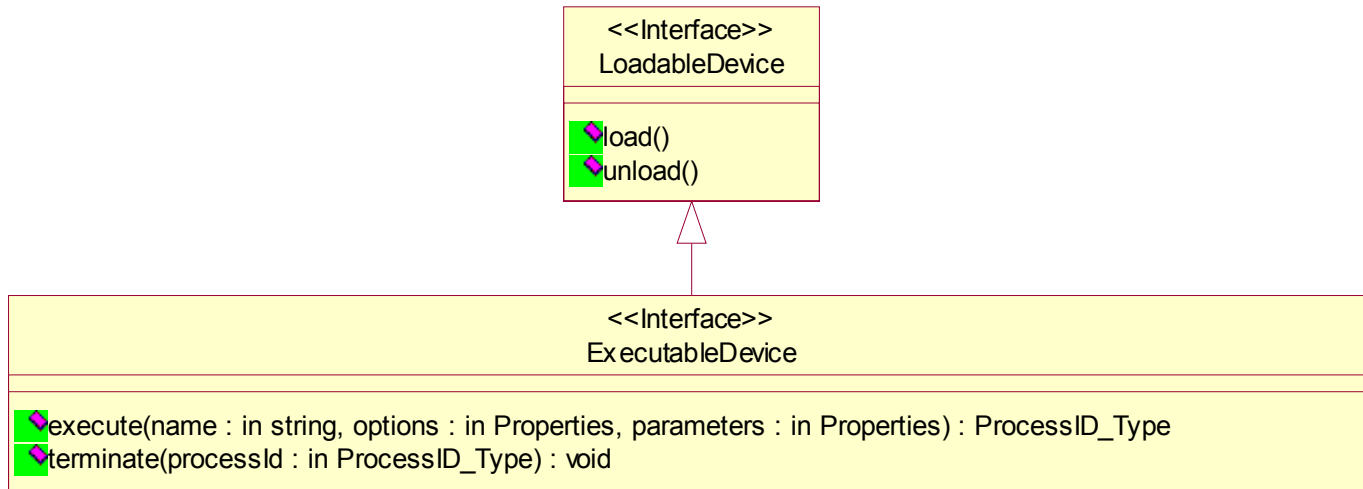 <<Interface>>
LoadableDevice
load()
unload()
<<Interface>>
ExecutableDevice
execute(name : in string, options : in Properties, parameters : in Properties) : ProcessID_Type
terminate(processId : in ProcessID_Type) : void